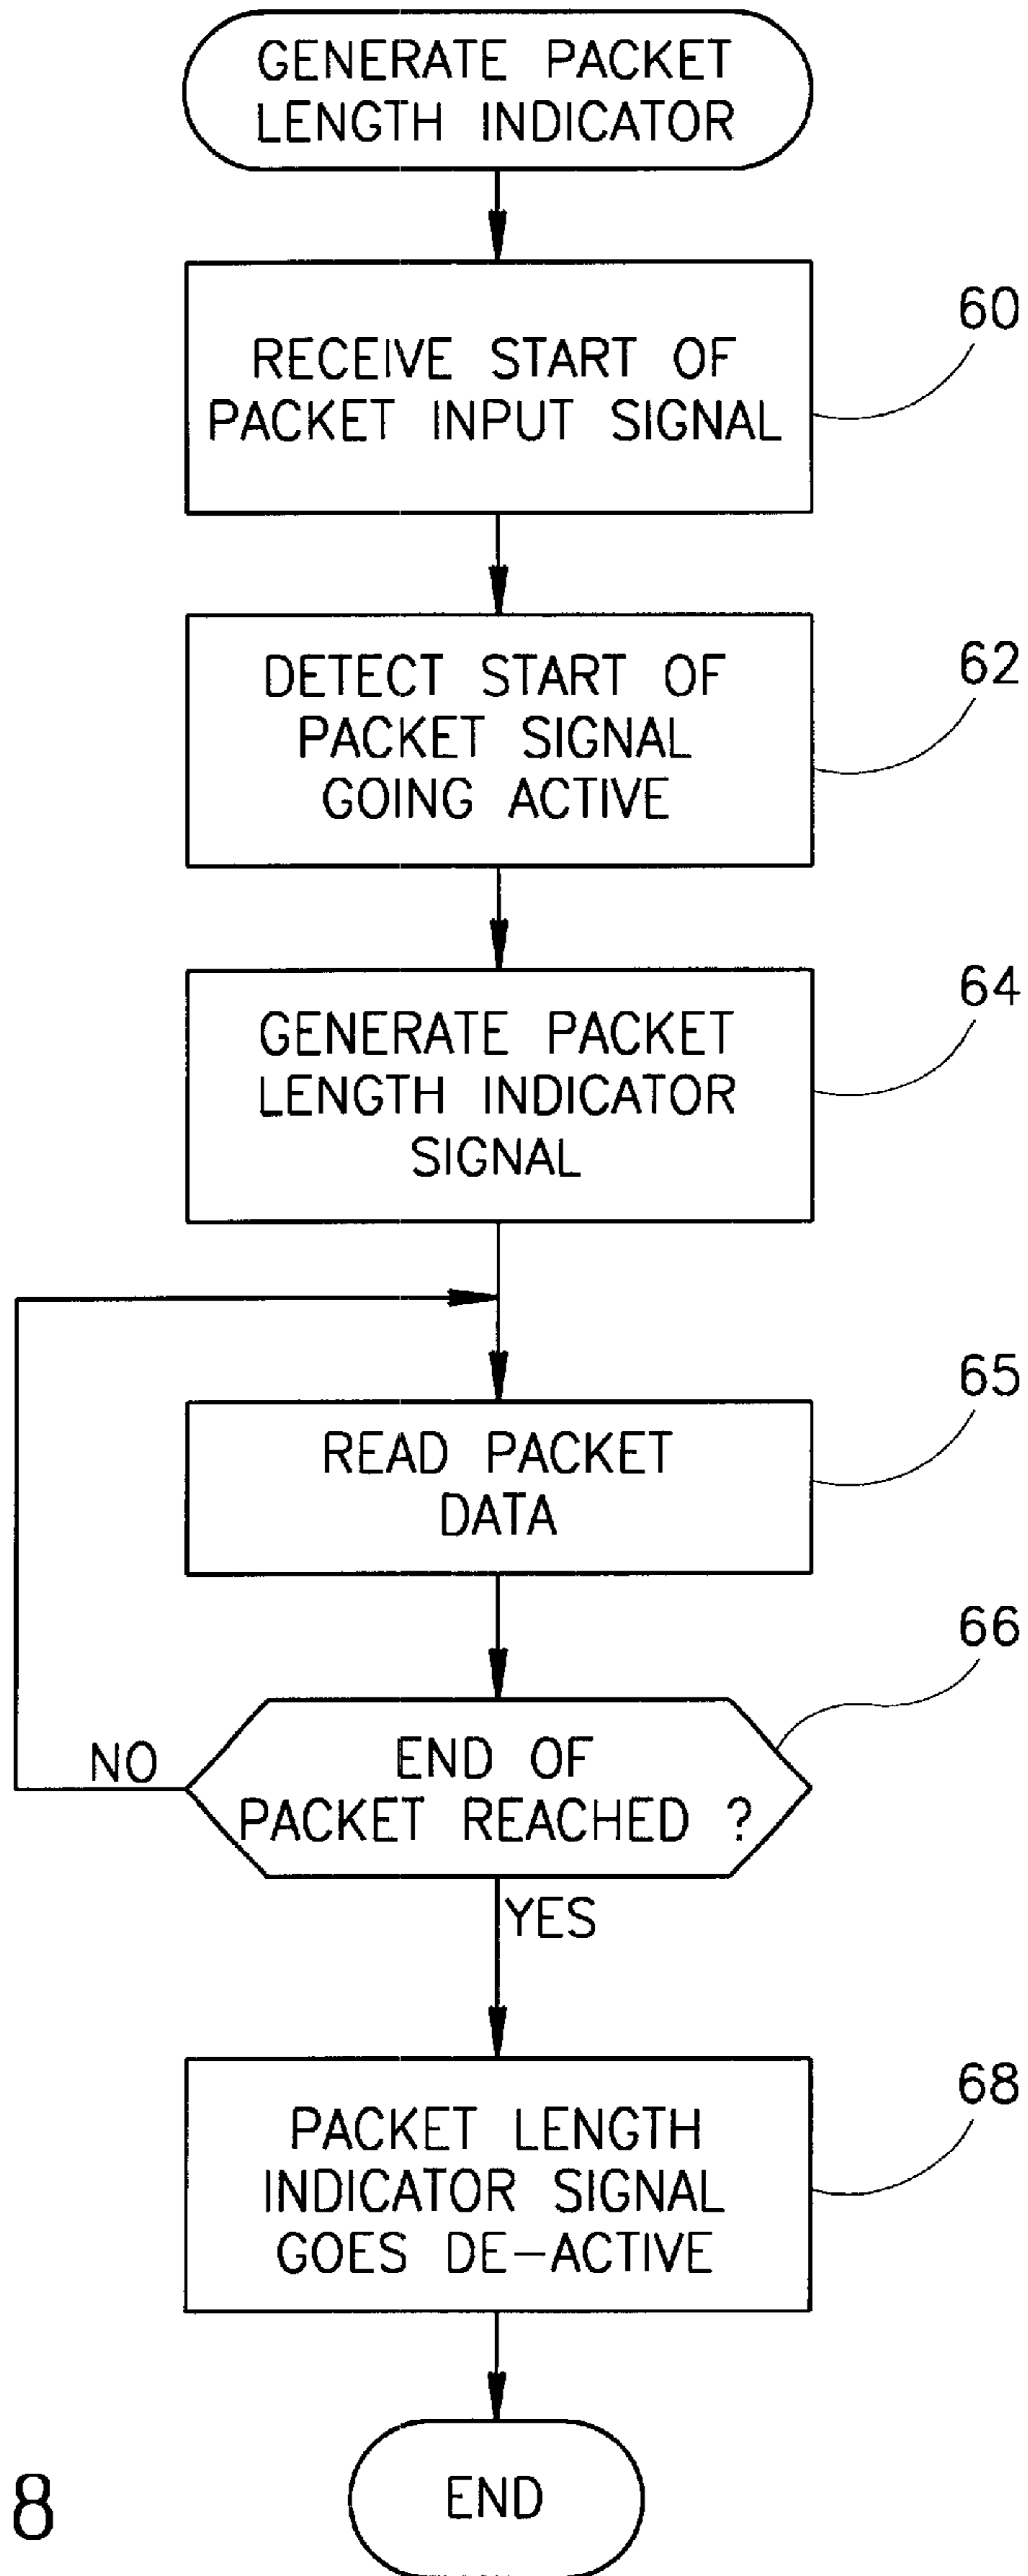 GENERATE PACKET
LENGTH INDICATOR
60
RECEIVE START OF
PACKET INPUT SIGNAL
62
DETECT START OF
PACKET SIGNAL
GOING ACTIVE
64
GENERATE PACKET
LENGTH INDICATOR
SIGNAL
65
READ PACKET
DATA
66
END OF
PACKET REACHED ?
NO
YES
68
PACKET LENGTH
INDICATOR SIGNAL
GOES DE-ACTIVE
END
8